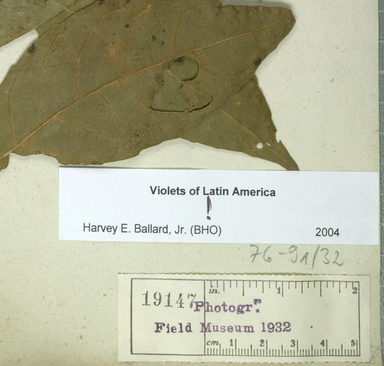 Violets of Latin America
!
Harvey E. Ballard, Jr. (BHO) 2004
76-91/32
19147 in. 1 2
Photogr.
Field Museum 1932
cm. 1 2 3 4 5